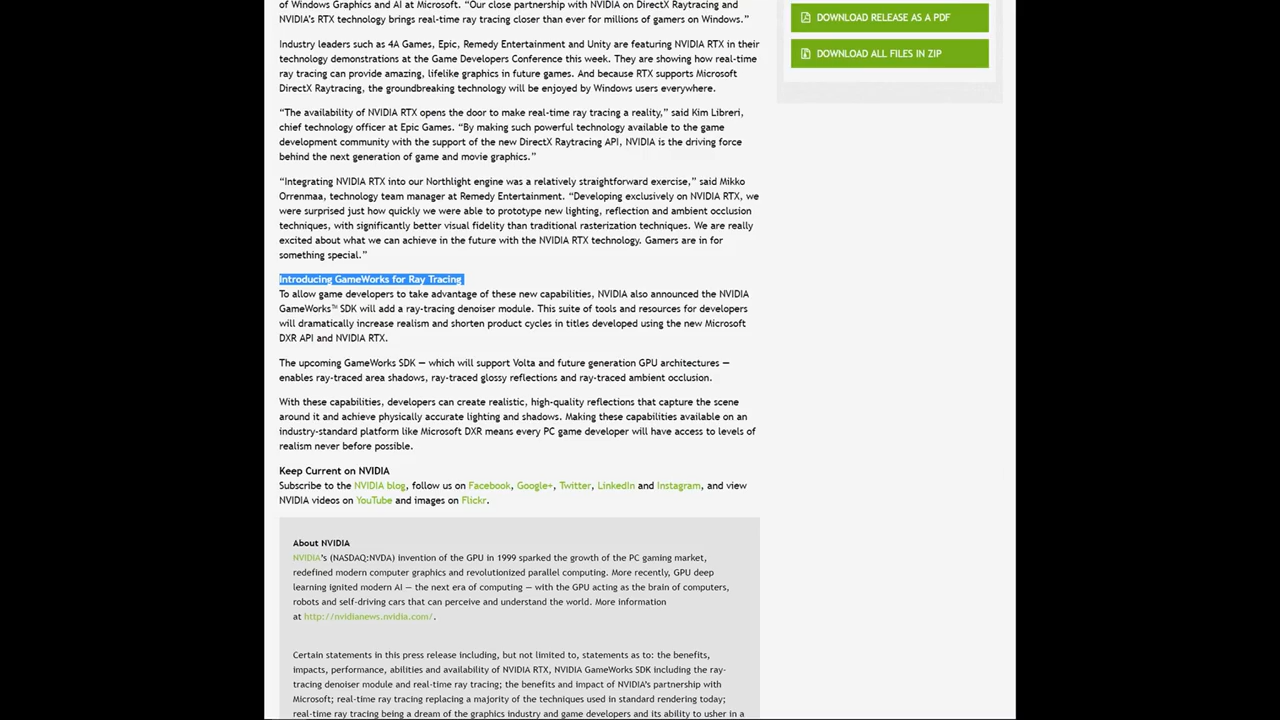 of Windows Graphics and AI at Microsoft. “Our close partnership with NVIDIA on DirectX Raytracing and
NVIDIA’s RTX technology brings real-time ray tracing closer than ever for millions of gamers on Windows.”
Industry leaders such as 4A Games, Epic, Remedy Entertainment and Unity are featuring NVIDIA RTX in their
technology demonstrations at the Game Developers Conference this week. They are showing how real-time
ray tracing can provide amazing, lifelike graphics in future games. And because RTX supports Microsoft
DirectX Raytracing, the groundbreaking technology will be enjoyed by Windows users everywhere.
“The availability of NVIDIA RTX opens the door to make real-time ray tracing a reality,” said Kim Libreri,
chief technology officer at Epic Games. “By making such powerful technology available to the game
development community with the support of the new DirectX Raytracing API, NVIDIA is the driving force
behind the next generation of game and movie graphics.”
“Integrating NVIDIA RTX into our Northlight engine was a relatively straightforward exercise,” said Mikko
Orrenmaa, technology team manager at Remedy Entertainment. “Developing exclusively on NVIDIA RTX, we
were surprised just how quickly we were able to prototype new lighting, reflection and ambient occlusion
techniques, with significantly better visual fidelity than traditional rasterization techniques. We are really
excited about what we can achieve in the future with the NVIDIA RTX technology. Gamers are in for
something special.”
Introducing GameWorks for Ray Tracing
To allow game developers to take advantage of these new capabilities, NVIDIA also announced the NVIDIA
GameWorks™ SDK will add a ray-tracing denoiser module. This suite of tools and resources for developers
will dramatically increase realism and shorten product cycles in titles developed using the new Microsoft
DXR API and NVIDIA RTX.
The upcoming GameWorks SDK — which will support Volta and future generation GPU architectures —
enables ray-traced area shadows, ray-traced glossy reflections and ray-traced ambient occlusion.
With these capabilities, developers can create realistic, high-quality reflections that capture the scene
around it and achieve physically accurate lighting and shadows. Making these capabilities available on an
industry-standard platform like Microsoft DXR means every PC game developer will have access to levels of
realism never before possible.
Keep Current on NVIDIA
Subscribe to the NVIDIA blog, follow us on Facebook, Google+, Twitter, LinkedIn and Instagram, and view
NVIDIA videos on YouTube and images on Flickr.
About NVIDIA
NVIDIA’s (NASDAQ:NVDA) invention of the GPU in 1999 sparked the growth of the PC gaming market,
redefined modern computer graphics and revolutionized parallel computing. More recently, GPU deep
learning ignited modern AI — the next era of computing — with the GPU acting as the brain of computers,
robots and self-driving cars that can perceive and understand the world. More information
at http://nvidianews.nvidia.com/.
Certain statements in this press release including, but not limited to, statements as to: the benefits,
impacts, performance, abilities and availability of NVIDIA RTX, NVIDIA GameWorks SDK including the ray-
tracing denoiser module and real-time ray tracing; the benefits and impact of NVIDIA’s partnership with
Microsoft; real-time ray tracing replacing a majority of the techniques used in standard rendering today;
real-time ray tracing being a dream of the graphics industry and game developers and its ability to usher in a
DOWNLOAD RELEASE AS A PDF
DOWNLOAD ALL FILES IN ZIP